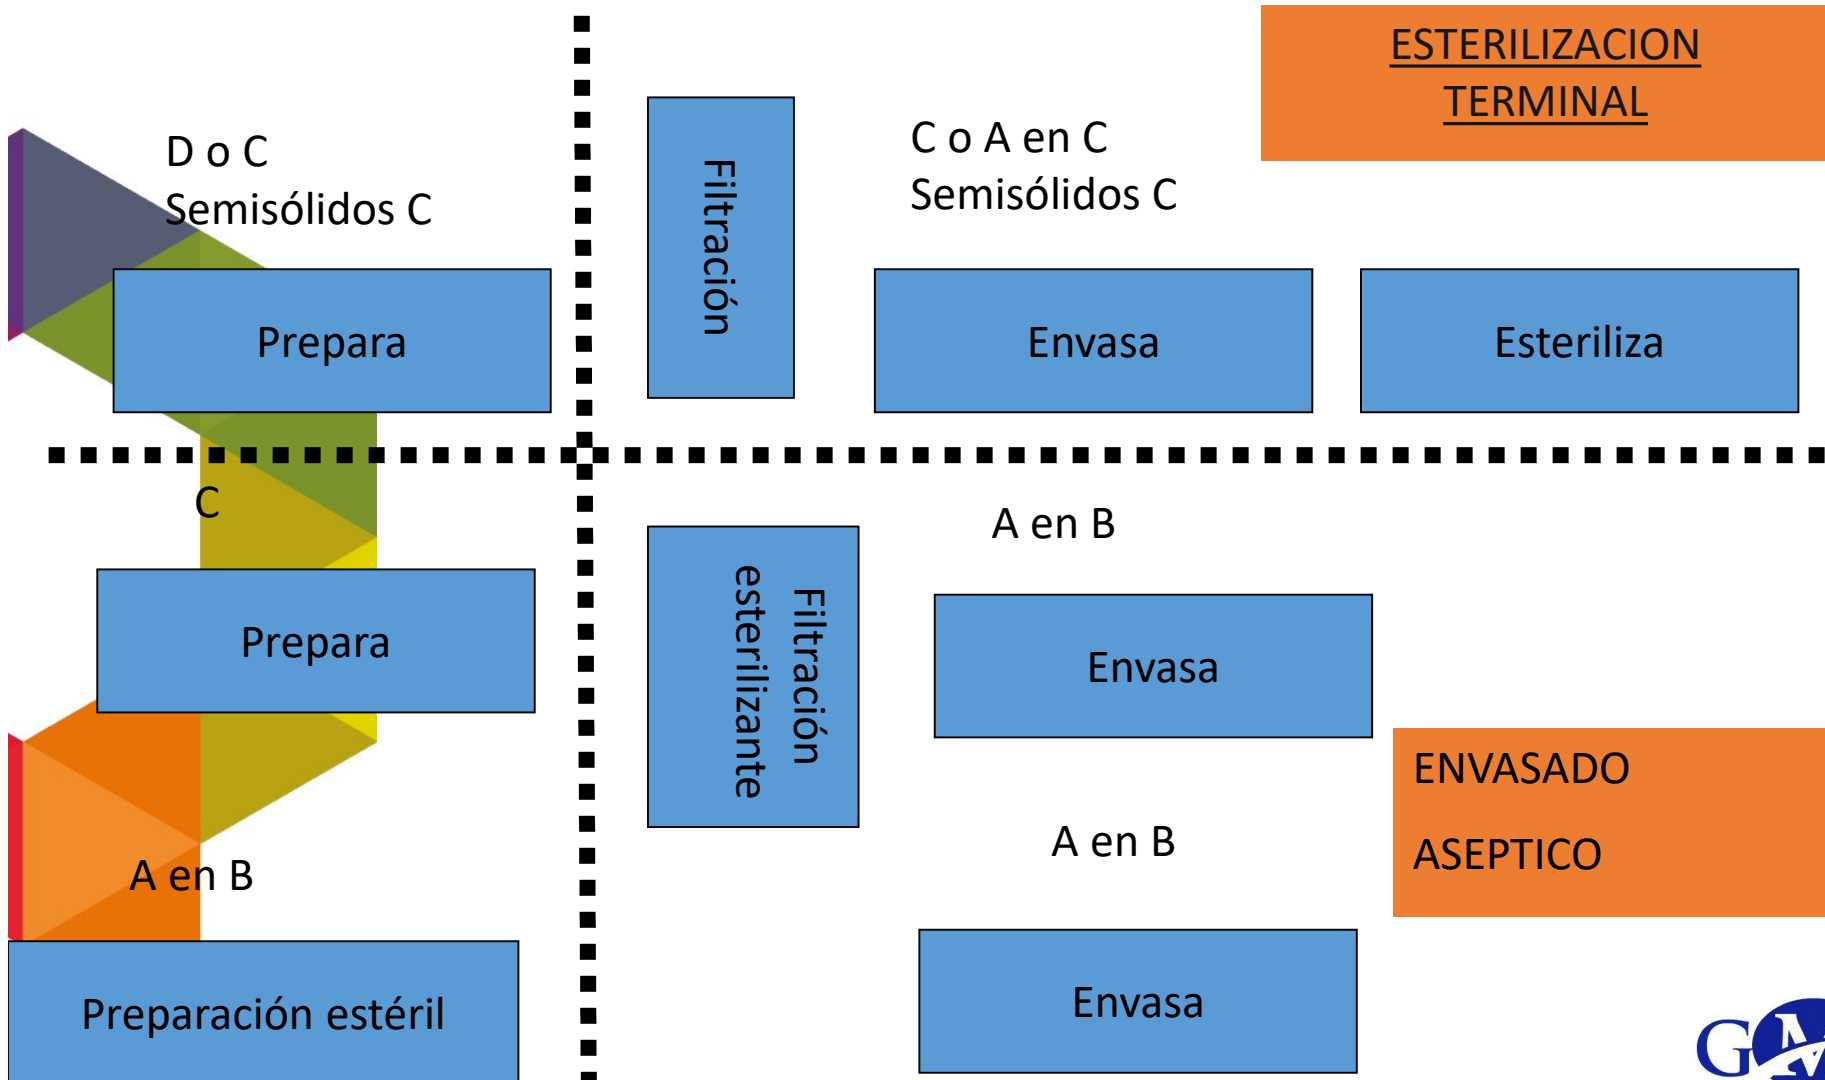 ESTERILIZACION
TERMINAL
D o C
Semisólidos C
Filtración
C o A en C
Semisólidos C
Prepara
Envasa
Esteriliza
C
A en B
Prepara
Filtración
esterilizante
Envasa
ENVASADO
ASEPTICO
A en B
A en B
Preparación estéril
Envasa
G